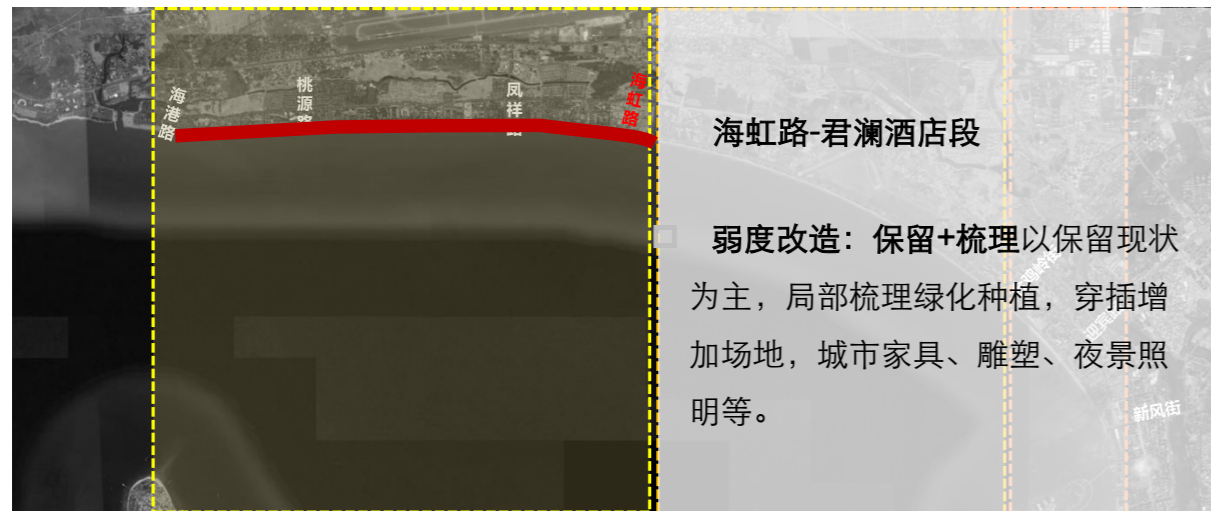 海港路
桃源路
凤祥路
海虹路
海虹路-君澜酒店段
弱度改造：保留+梳理以保留现状
为主，局部梳理绿化种植，穿插增
加场地，城市家具、雕塑、夜景照
明等。
迎宾路
新风街